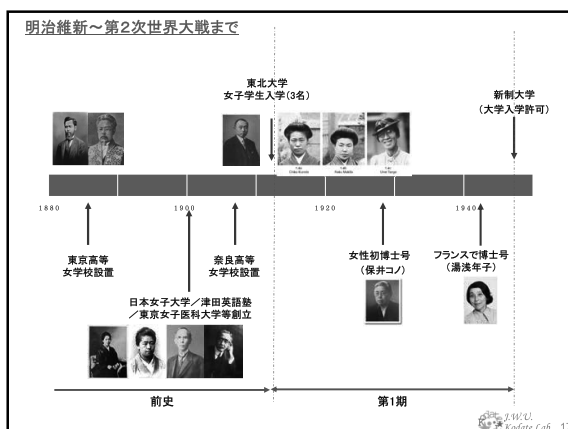 明治維新～第2次世界大戦まで
東北大学
女子学生入学(3名)
新制大学
(大学入学許可)
1880
1900
1920
1940
東京高等
女学校設置
奈良高等
女学校設置
日本女子大学/津田英語塾
/東京女子医科大学等創立
女性初博士号
(保井コノ)
フランスで博士号
(湯浅年子)
前史
第1期
J.W.U.
Kodate Lab.